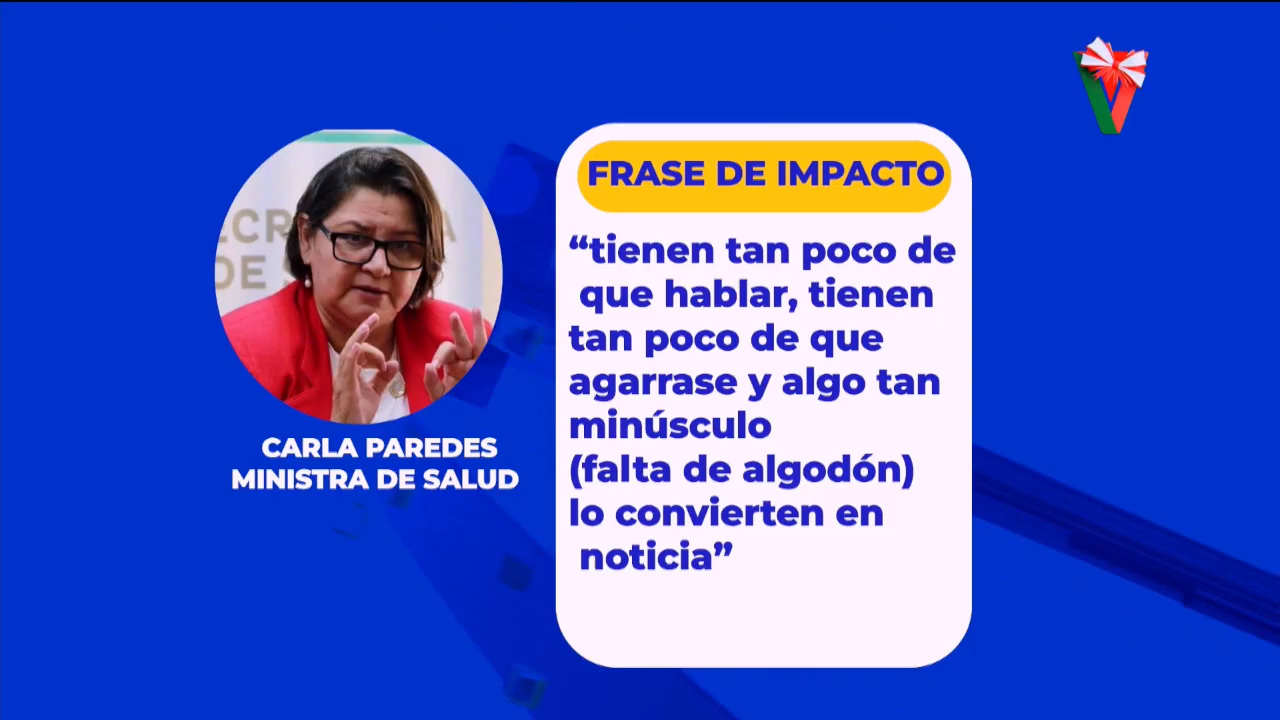 FRASE DE IMPACTO
“tienen tan poco de
que hablar, tienen
tan poco de que
agarrase y algo tan
minúsculo
(falta de algodón)
lo convierten en
noticia”
CARLA PAREDES
MINISTRA DE SALUD
V